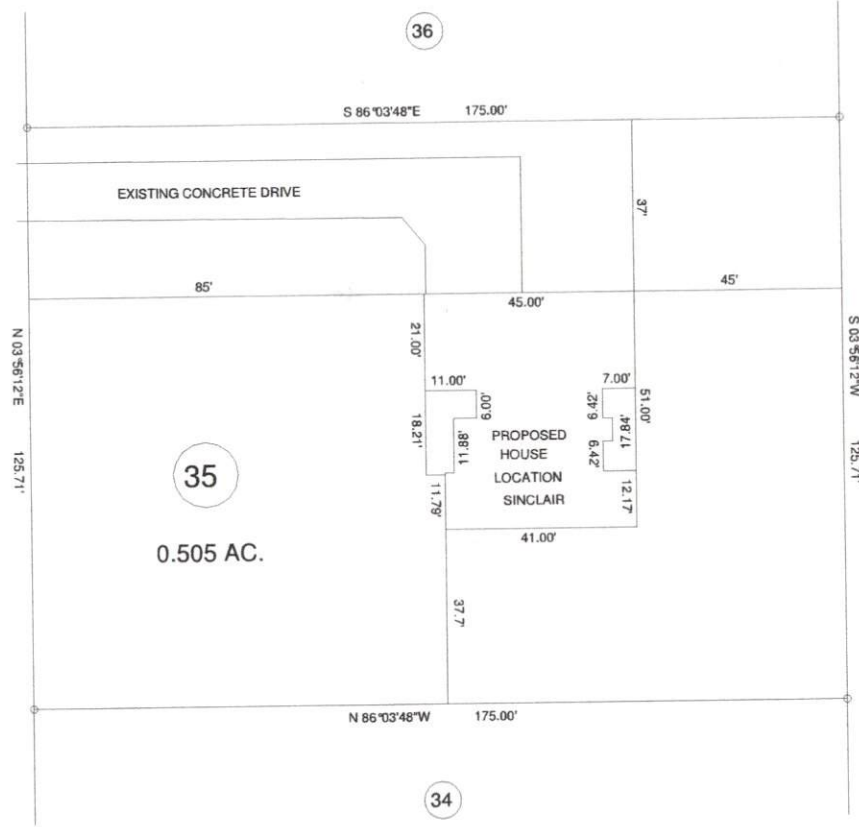 36
S 86°03'48"E 175.00'
EXISTING CONCRETE DRIVE
37'
85'
45.00'
45'
N 03°56'12"E 125.71'
S 03°56'12"W 125.71'
21.00'
11.00'
6.00'
18.21'
11.88'
11.79'
7.00'
6.42'
51.00'
17.84'
6.42'
12.17'
PROPOSED
HOUSE
LOCATION
SINCLAIR
35
0.505 AC.
41.00'
37.7'
N 86°03'48"W 175.00'
34